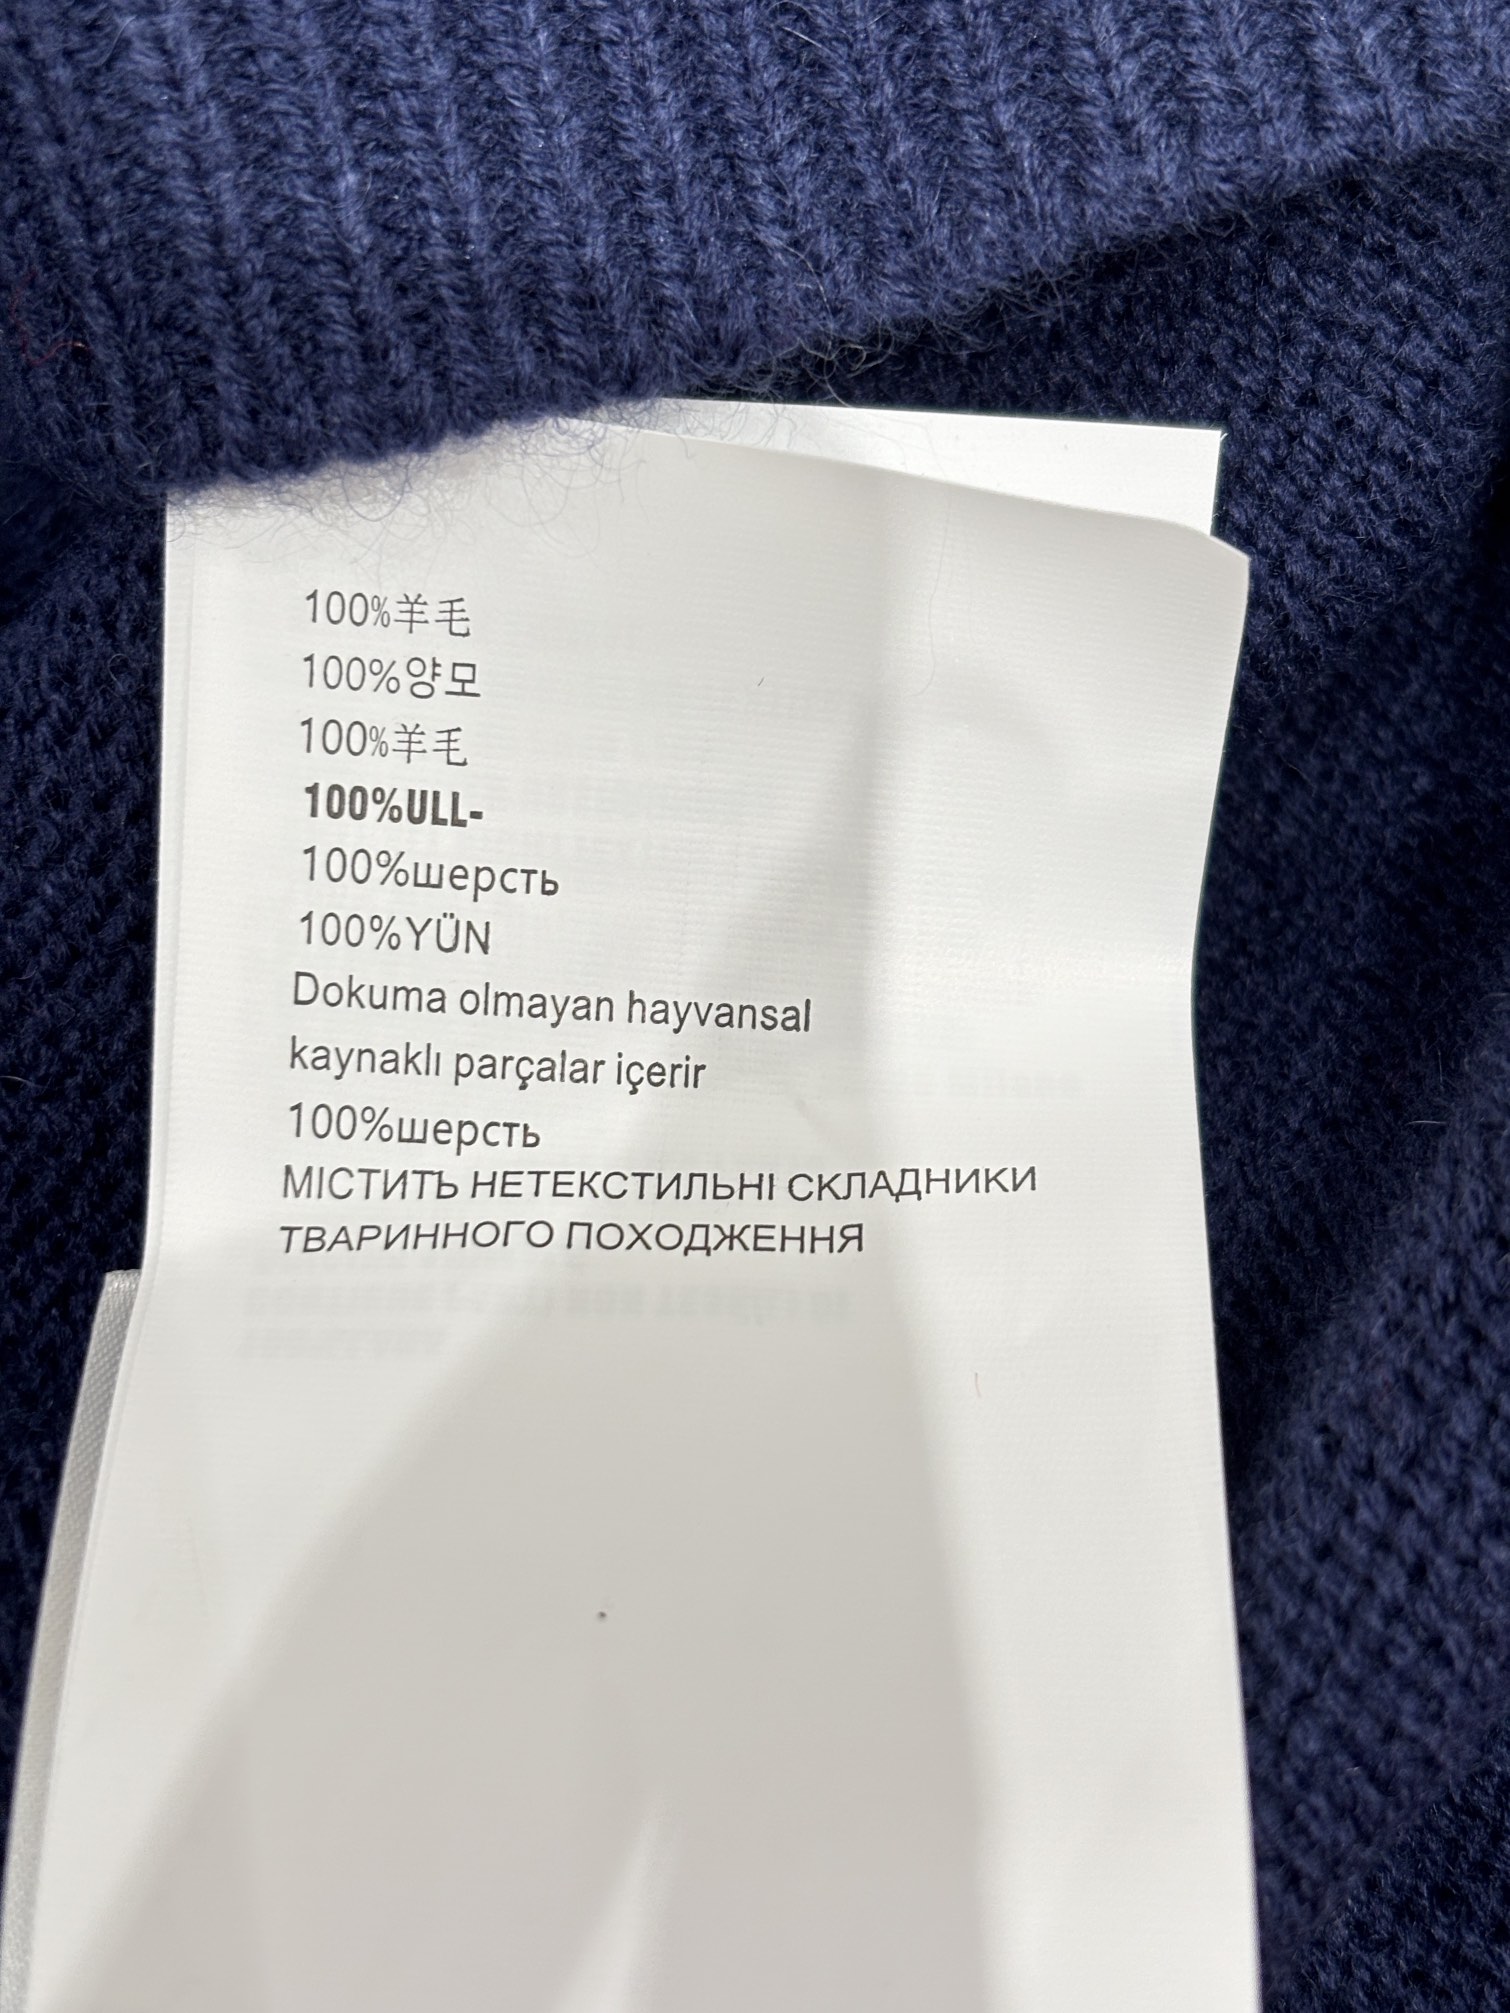 100%羊毛
100%양모
100%羊毛
100%ULL-
100%шерсть
100%YÜN
Dokuma olmayan hayvansal
kaynaklı parçalar içerir
100%шерсть
МІСТИТЬ НЕТЕКСТИЛЬНІ СКЛАДНИКИ
ТВАРИННОГО ПОХОДЖЕННЯ